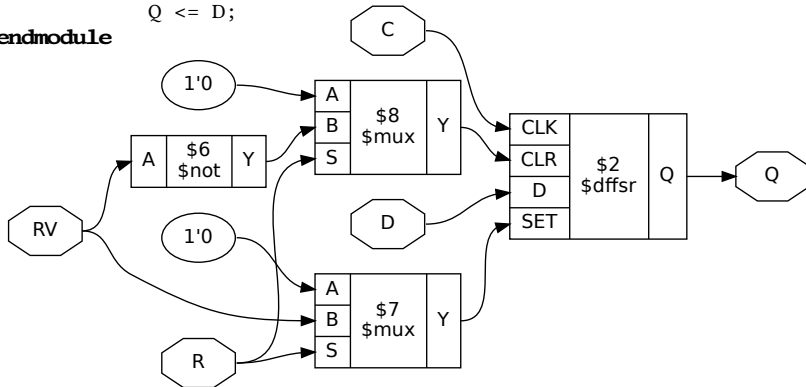 Q <= D;
endmodule
C
1'0
A
B
S
$8
$mux
Y
A
$6
$not
Y
CLK
CLR
D
SET
$2
$dffsr
Q
Q
RV
1'0
D
A
B
S
$7
$mux
Y
R